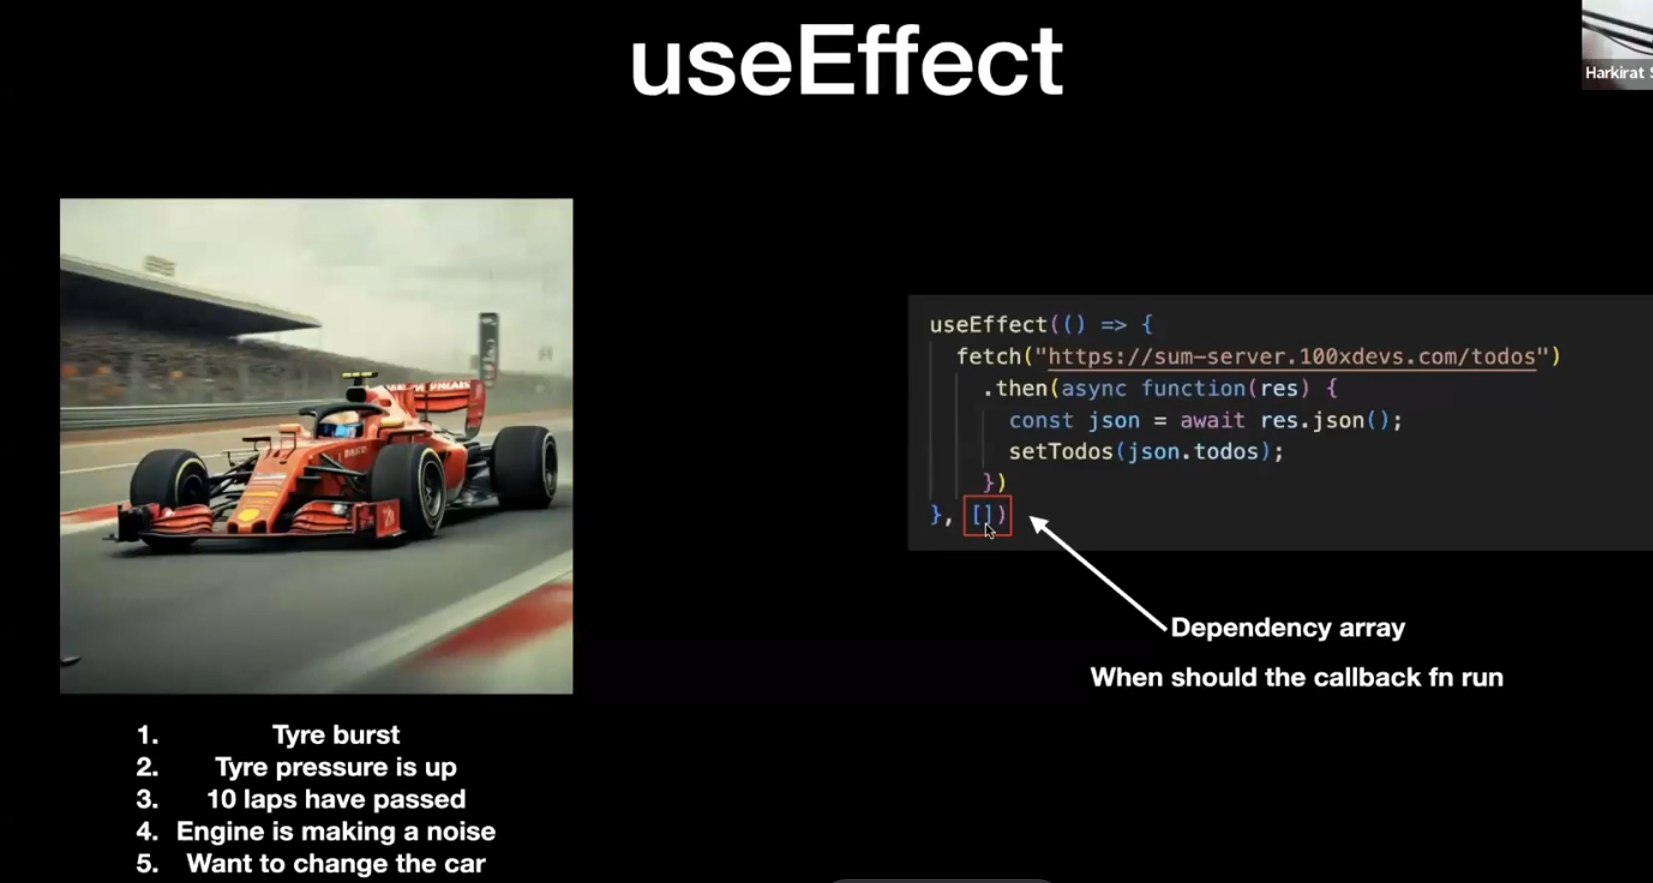 useEffect
Harkirat
useEffect(() => {
fetch("https://sum-server.100xdevs.com/todos")
.then(async function(res) {
const json = await res.json();
setTodos(json.todos);
})
}, [])
Dependency array
When should the callback fn run
1. Tyre burst
2. Tyre pressure is up
3. 10 laps have passed
4. Engine is making a noise
5. Want to change the car